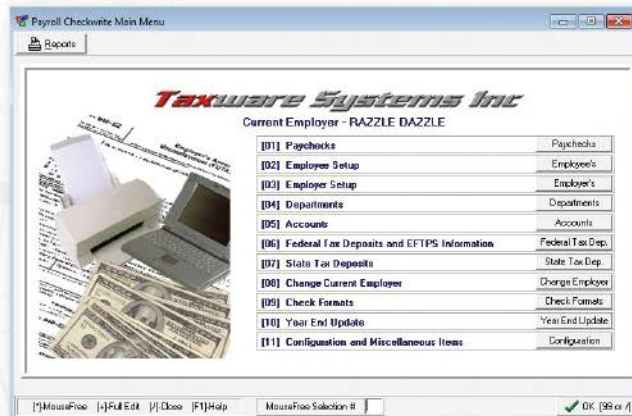 Payroll Checkwrite Main Menu
Reports
Taxware Systems Inc
Current Employer - RAZZLE DAZZLE
[01] Paychecks Paychecks
[02] Employee Setup Employee's
[03] Employer Setup Employer's
[04] Departments Departments
[05] Accounts Accounts
[06] Federal Tax Deposits and EFTPS Information Federal Tax Dep.
[07] State Tax Deposits State Tax Dep.
[08] Change Current Employer Change Employer
[09] Check Formats Check Formats
[10] Year End Update Year End Update
[11] Configuration and Miscellaneous Items Configuration
[*]-MouseFree [+]-Full Edit [/]-Close [F1]-Help MouseFree Selection # OK [99 or /]